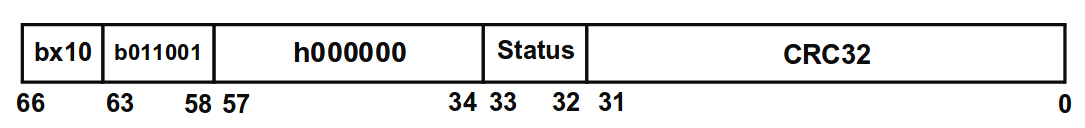 bx10 b011001 h000000 Status CRC32
66 63 58 57 34 33 32 31 0